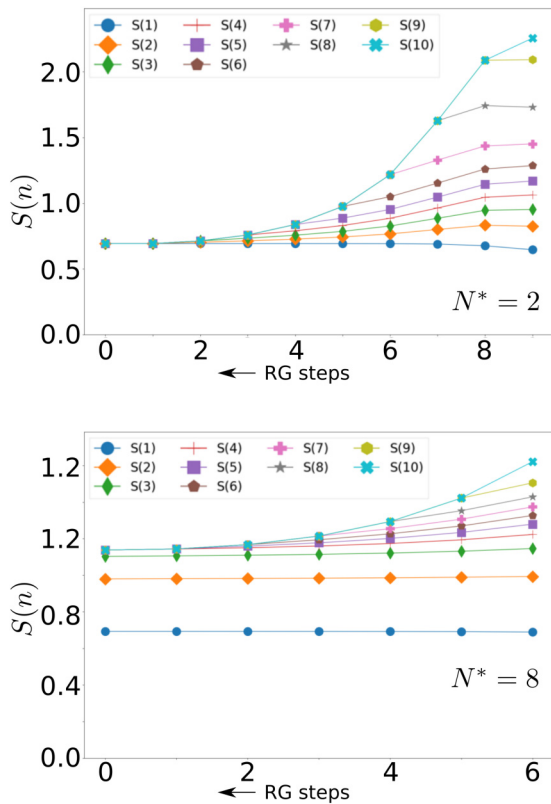 S(1) S(4) S(7) S(9)
S(2) S(5) S(8) S(10)
S(3) S(6)
2.0
1.5
1.0
0.5
0.0
S(n)
N* = 2
0 2 4 6 8
← RG steps
S(1) S(4) S(7) S(9)
S(2) S(5) S(8) S(10)
S(3) S(6)
1.2
1.2
0.8
0.4
0.0
S(n)
N* = 8
0 2 4 6
← RG steps